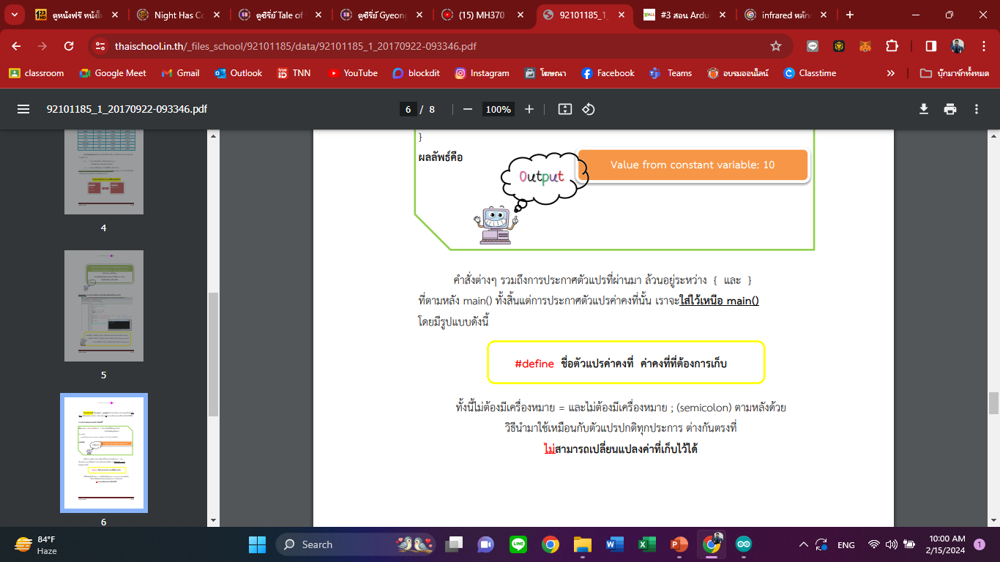 ดูหนังฟรี หนังให
Night Has Co
ดูซีรี่ย์ Tale of
ดูซีรี่ย์ Gyeon
(15) MH370
92101185_1_
#3 สอน Ardu
infrared หลัก
thaischool.in.th/_files_school/92101185/data/92101185_1_20170922-093346.pdf
classroom Google Meet Gmail Outlook TNN YouTube blockdit Instagram โฆษณา Facebook Teams อบรมออนไลน์ Classtime » บุ๊กมาร์กทั้งหมด
92101185_1_20170922-093346.pdf 6 / 8 100%
4
5
6
}
ผลลัพธ์คือ
Output
Value from constant variable: 10
คำสั่งต่างๆ รวมถึงการประกาศตัวแปรที่ผ่านมา ล้วนอยู่ระหว่าง { และ }
ที่ตามหลัง main() ทั้งสิ้นแต่การประกาศตัวแปรค่าคงที่นั้น เราจะใส่ไว้เหนือ main()
โดยมีรูปแบบดังนี้
#define ชื่อตัวแปรค่าคงที่ ค่าคงที่ที่ต้องการเก็บ
ทั้งนี้ไม่ต้องมีเครื่องหมาย = และไม่ต้องมีเครื่องหมาย ; (semicolon) ตามหลังด้วย
วิธีนำมาใช้เหมือนกับตัวแปรปกติทุกประการ ต่างกันตรงที่
ไม่สามารถเปลี่ยนแปลงค่าที่เก็บไว้ได้
84°F
Haze
Search
ENG
10:00 AM
2/15/2024
1